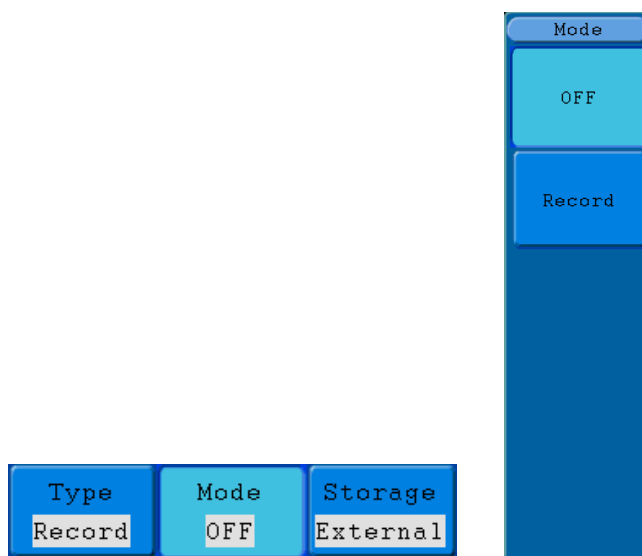 Mode
OFF
Record
Type
Record
Mode
OFF
Storage
External